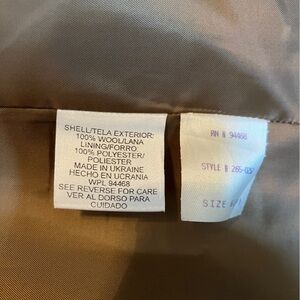 SHELL/TELA EXTERIOR:
100% WOOL/LANA
LINING/FORRO:
100% POLYESTER/
POLIESTER
MADE IN UKRAINE
HECHO EN UCRANIA
WPL 94468
SEE REVERSE FOR CARE
VER AL DORSO PARA
CUIDADO
RN # 94468
STYLE #
SIZE